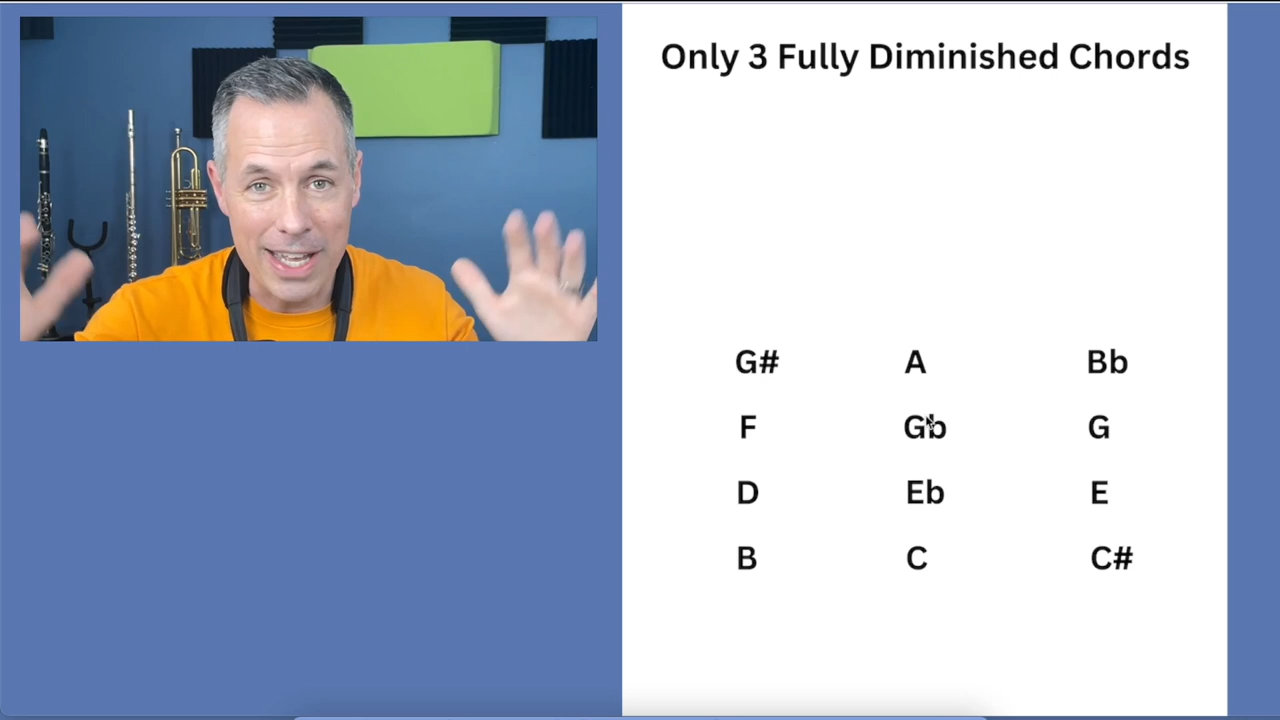 Only 3 Fully Diminished Chords
G# A Bb
F Gb G
D Eb E
B C C#